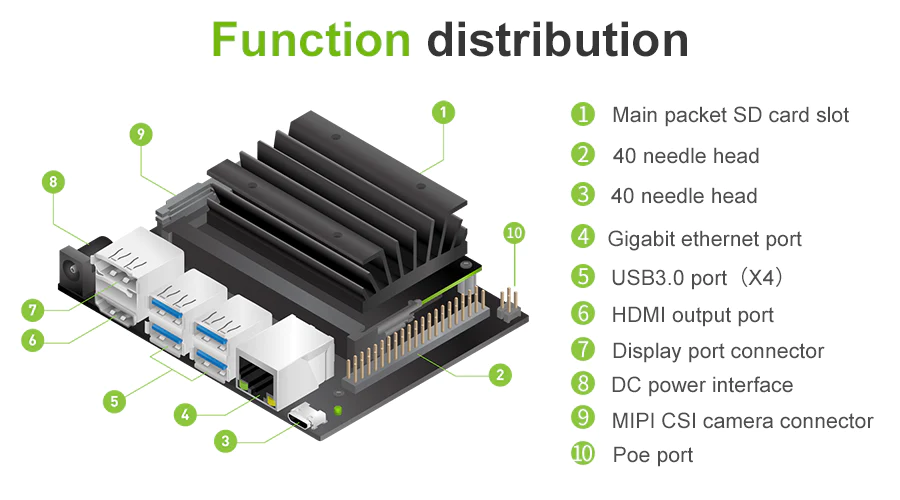 Function distribution
1 Main packet SD card slot
2 40 needle head
3 40 needle head
4 Gigabit ethernet port
5 USB3.0 port（X4）
6 HDMI output port
7 Display port connector
8 DC power interface
9 MIPI CSI camera connector
10 Poe port
1
9
8
10
7
6
2
5
4
3